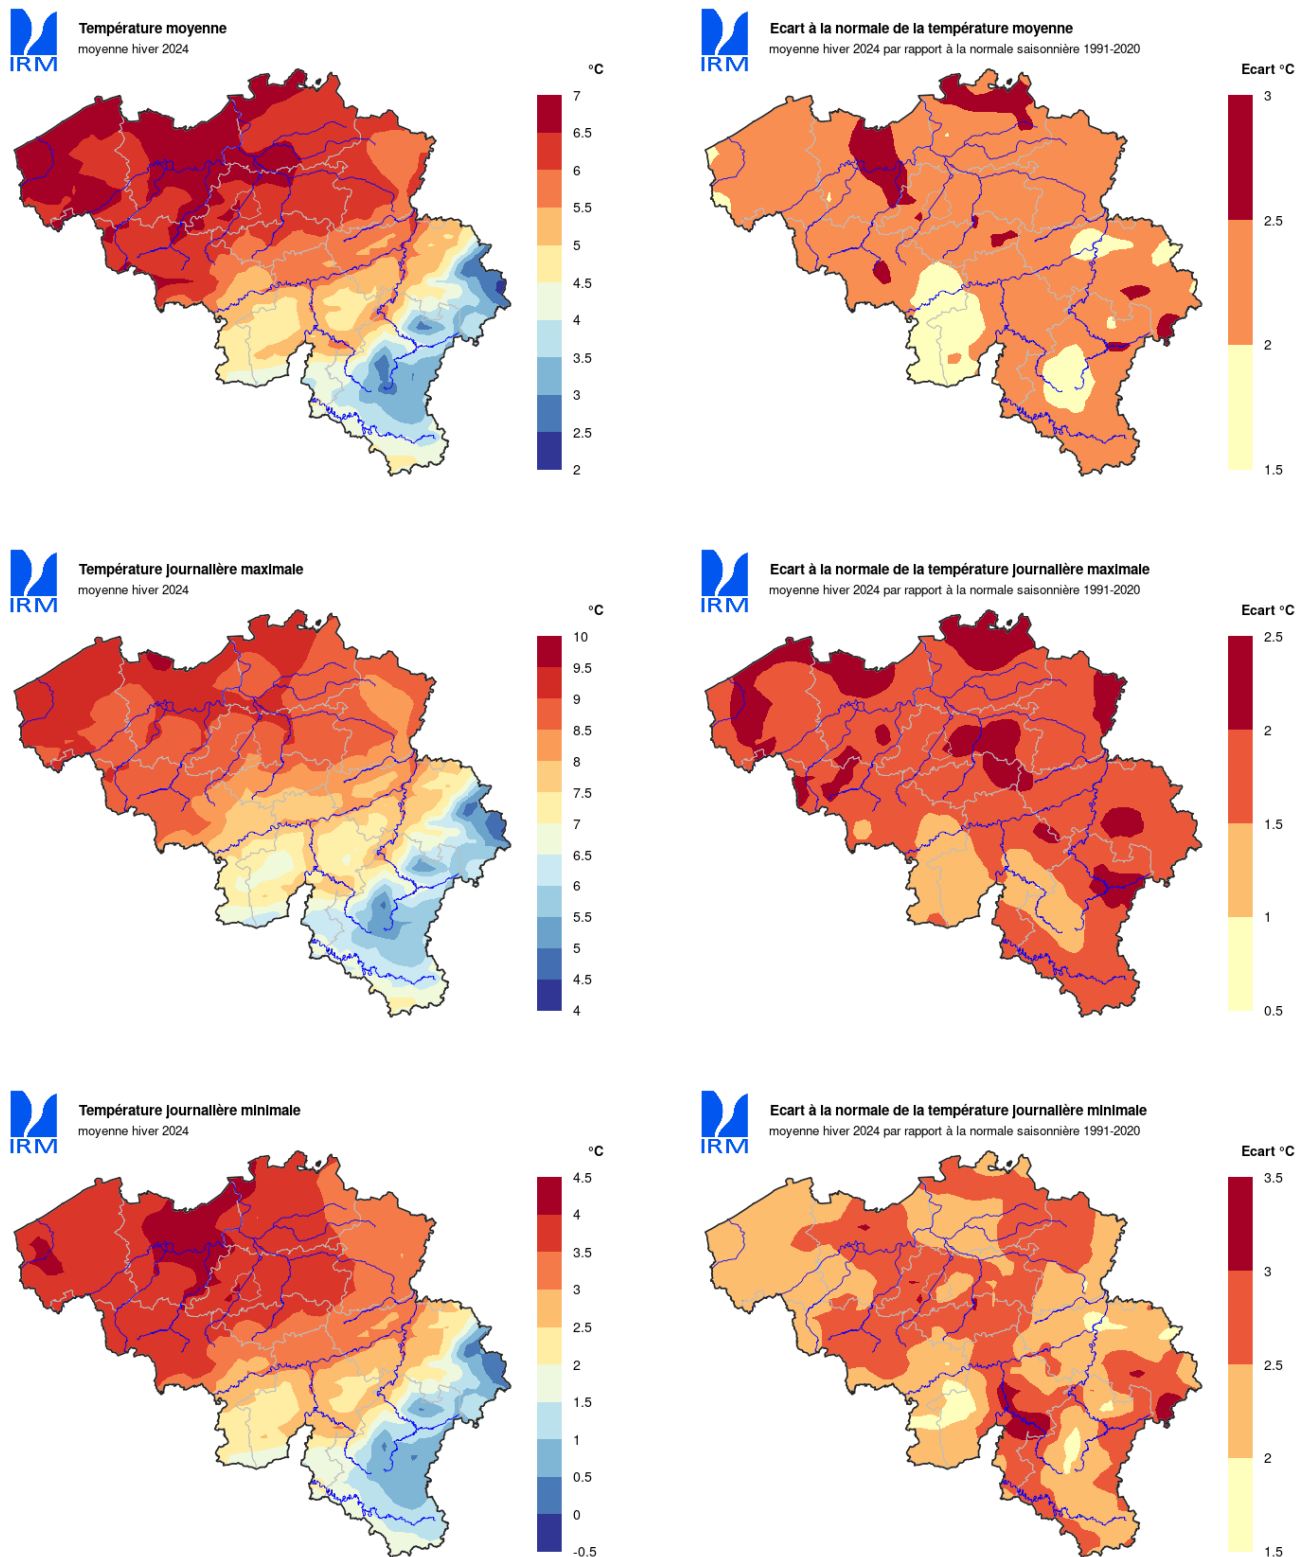 IRM
Température moyenne
moyenne hiver 2024
°C
7
6.5
6
5.5
5
4.5
4
3.5
3
2.5
2
IRM
Ecart à la normale de la température moyenne
moyenne hiver 2024 par rapport à la normale saisonnière 1991-2020
Ecart °C
3
2.5
2
1.5
IRM
Température journalière maximale
moyenne hiver 2024
°C
10
9.5
9
8.5
8
7.5
7
6.5
6
5.5
5
4.5
4
IRM
Ecart à la normale de la température journalière maximale
moyenne hiver 2024 par rapport à la normale saisonnière 1991-2020
Ecart °C
2.5
2
1.5
1
0.5
IRM
Température journalière minimale
moyenne hiver 2024
°C
4.5
4
3.5
3
2.5
2
1.5
1
0.5
0
-0.5
IRM
Ecart à la normale de la température journalière minimale
moyenne hiver 2024 par rapport à la normale saisonnière 1991-2020
Ecart °C
3.5
3
2.5
2
1.5